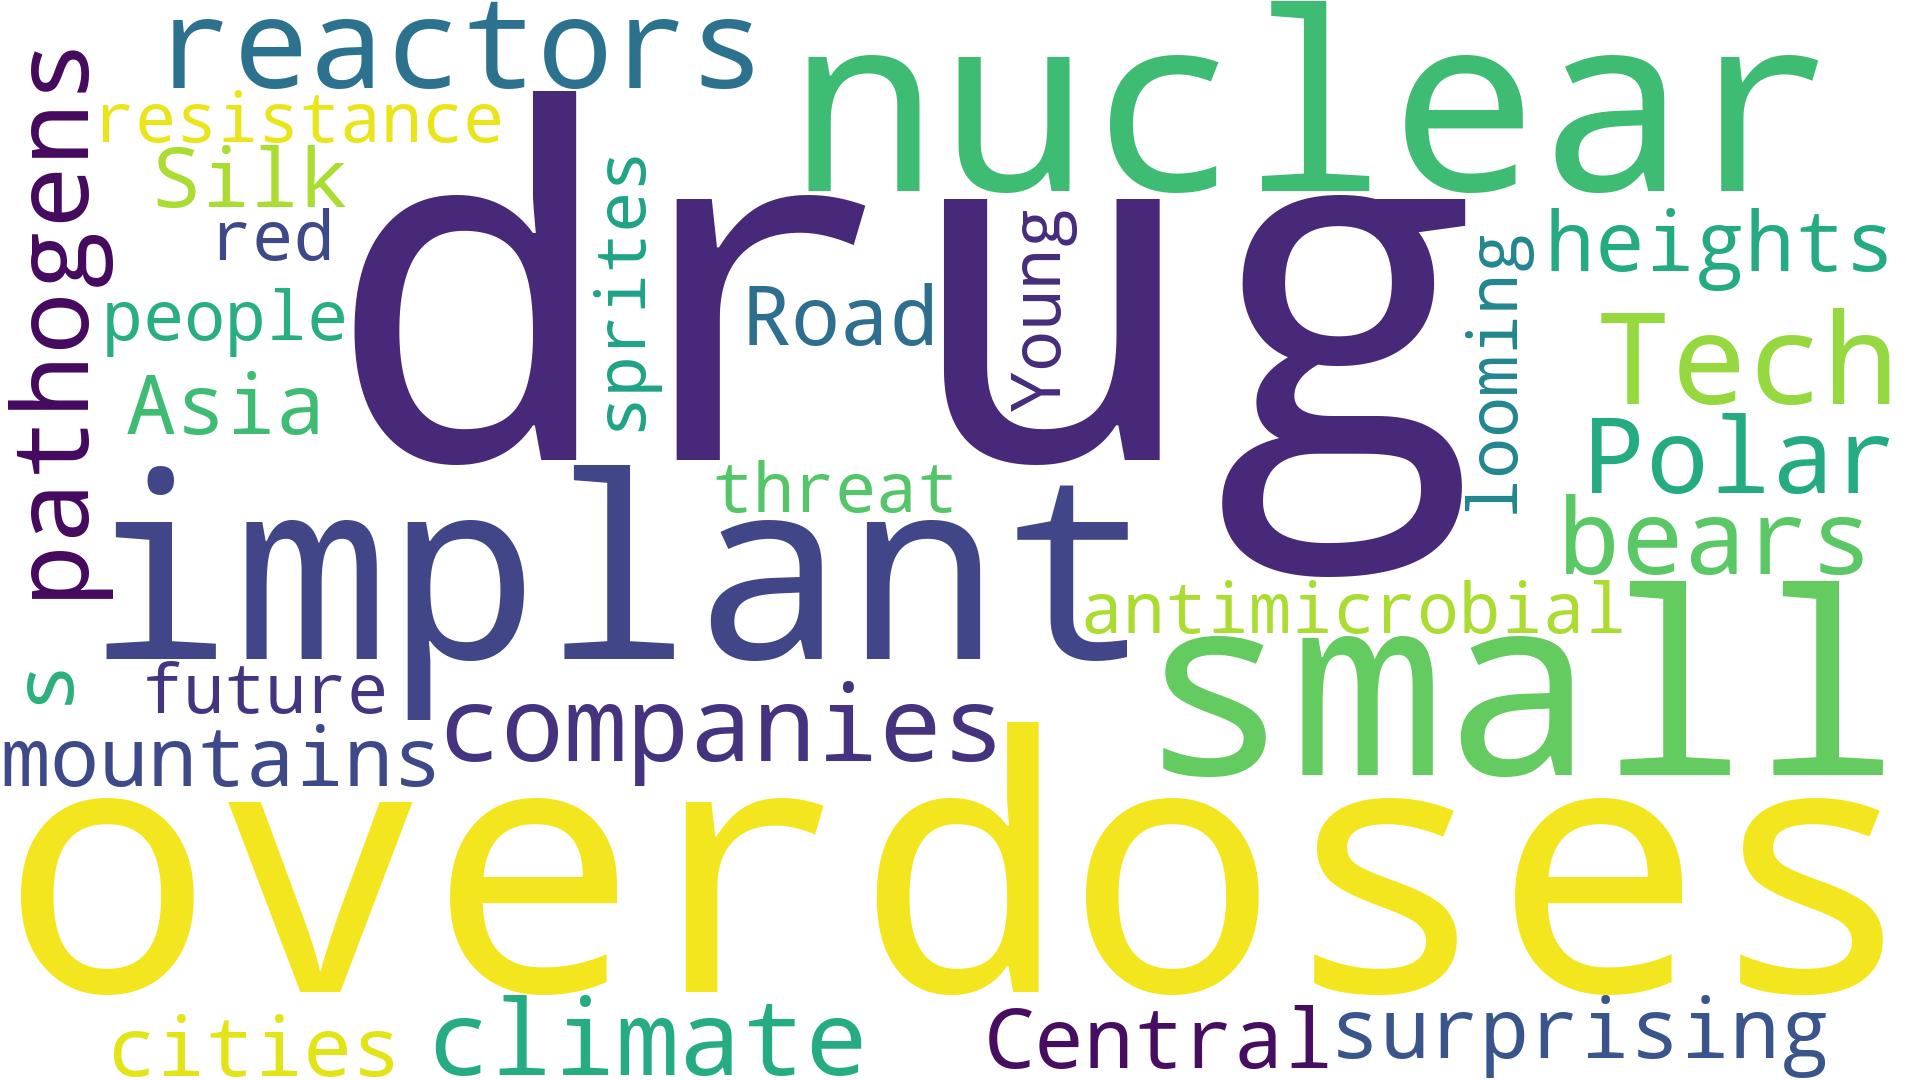 reactors
nuclear
pathogens
resistance
Silk
drug
sprites
Young
heights
red
looming
people
Road
Tech
Asia
Polar
threat
implant
bears
antimicrobial
small
s
future
companies
mountains
overdoses
cities
climate
Central
surprising